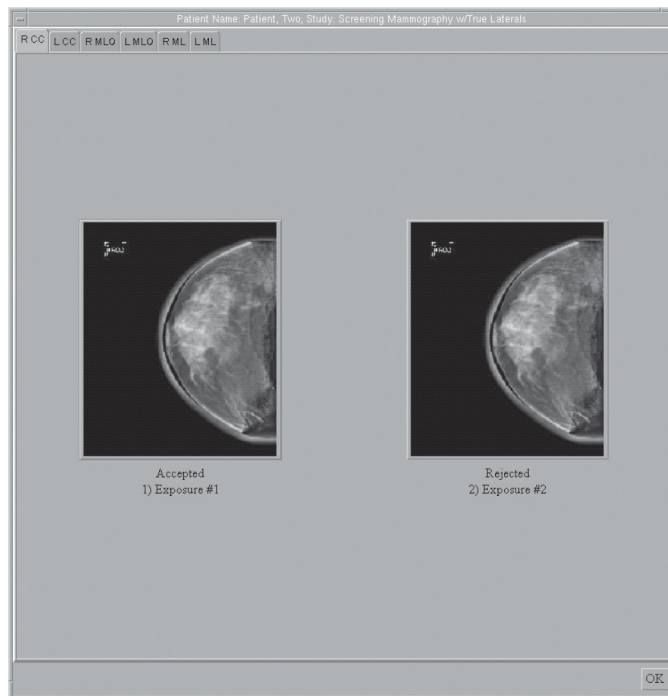 Patient Name: Patient, Two; Study: Screening Mammography w/True Laterals
R CC L CC R MLO L MLO R ML L ML
Accepted Rejected
1) Exposure #1 2) Exposure #2
OK